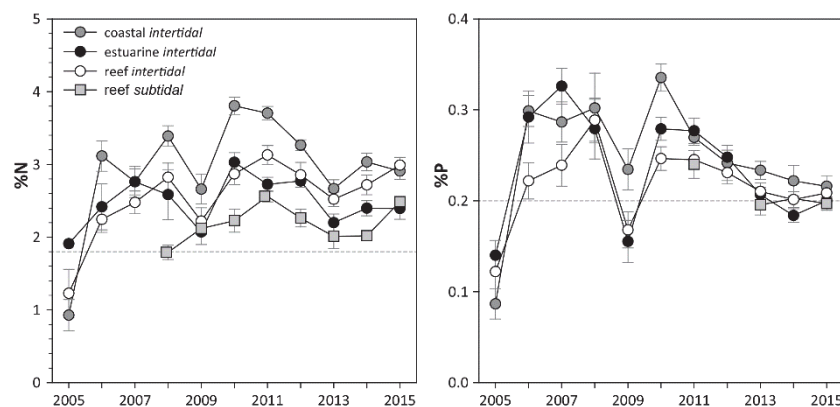 5
4
3
2
1
0
%N
coastal intertidal
estuarine intertidal
reef intertidal
reef subtidal
2005 2007 2009 2011 2013 2015
0.4
0.3
0.2
0.1
0.0
%P
2005 2007 2009 2011 2013 2015